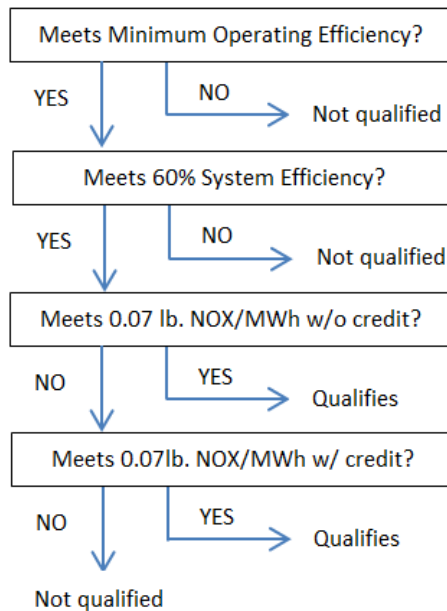 Meets Minimum Operating Efficiency?
YES
NO
Not qualified
Meets 60% System Efficiency?
YES
NO
Not qualified
Meets 0.07 lb. NOX/MWh w/o credit?
NO
YES
Qualifies
Meets 0.07lb. NOX/MWh w/ credit?
NO
YES
Qualifies
Not qualified